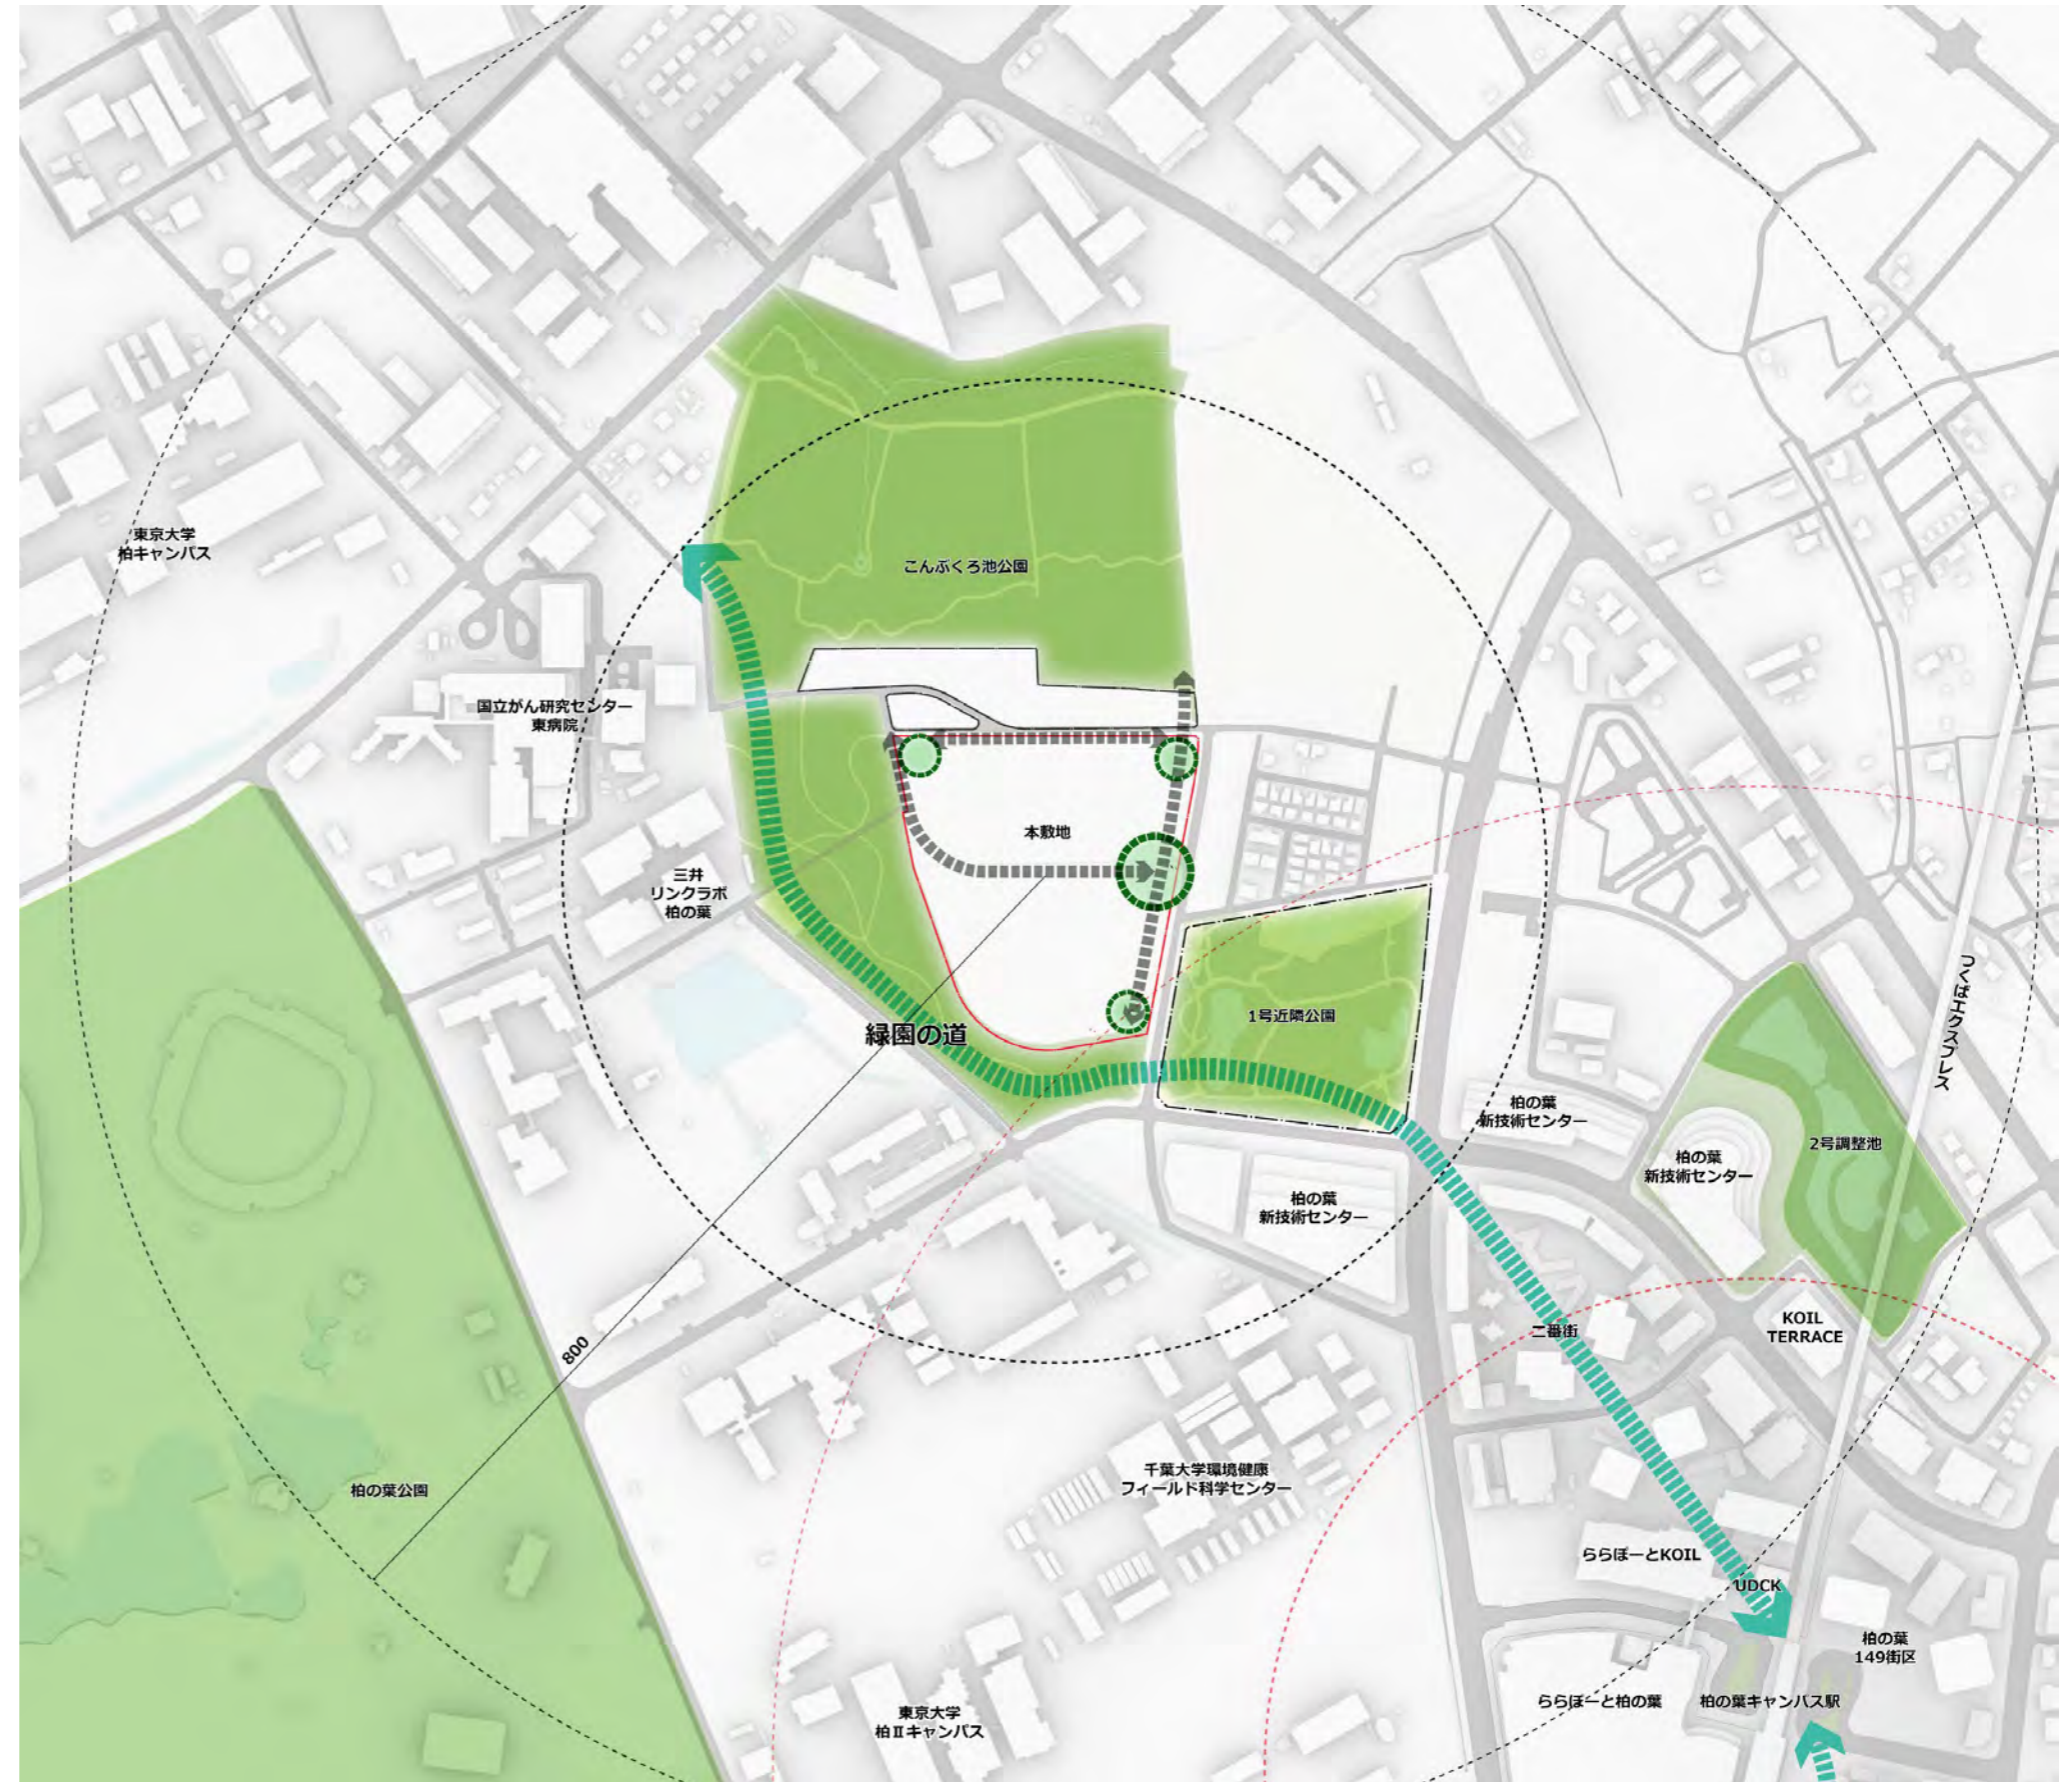 東京大学
柏キャンパス
こんぶくろ池公園
国立がん研究センター
東病院
本敷地
三井
リンクラボ
柏の葉
緑園の道
1号近隣公園
つくばエクスプレス
柏の葉
新技術センター
2号調整池
柏の葉
新技術センター
柏の葉
新技術センター
KOIL
TERRACE
二番街
800
千葉大学環境健康
フィールド科学センター
柏の葉公園
ららぽーとKOIL
UDCK
柏の葉
149街区
ららぽーと柏の葉
柏の葉キャンパス駅
東京大学
柏Ⅱキャンパス